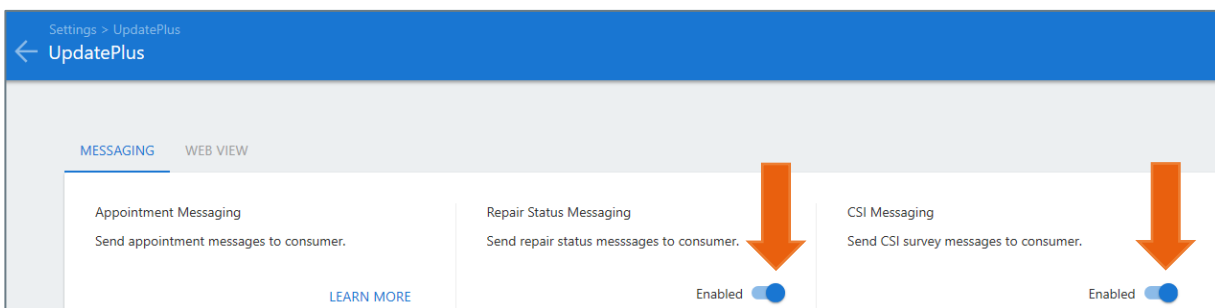 Settings > UpdatePlus
UpdatePlus
MESSAGING WEB VIEW
Appointment Messaging
Send appointment messages to consumer.
LEARN MORE
Repair Status Messaging
Send repair status messsages to consumer.
Enabled
CSI Messaging
Send CSI survey messages to consumer.
Enabled